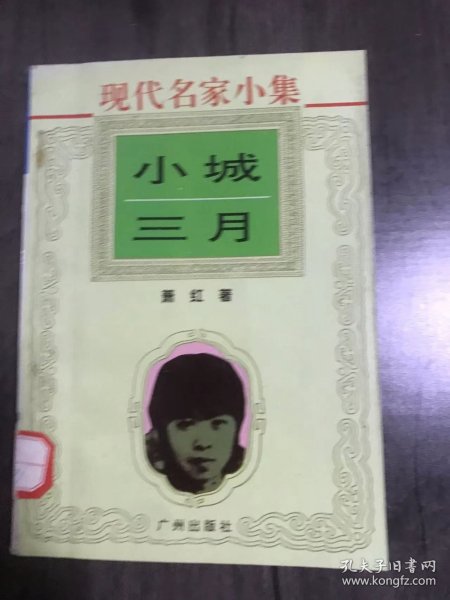 现代名家小集
小城
三月
萧红 著
广州出版社
孔夫子旧书网
www.kongfz.com